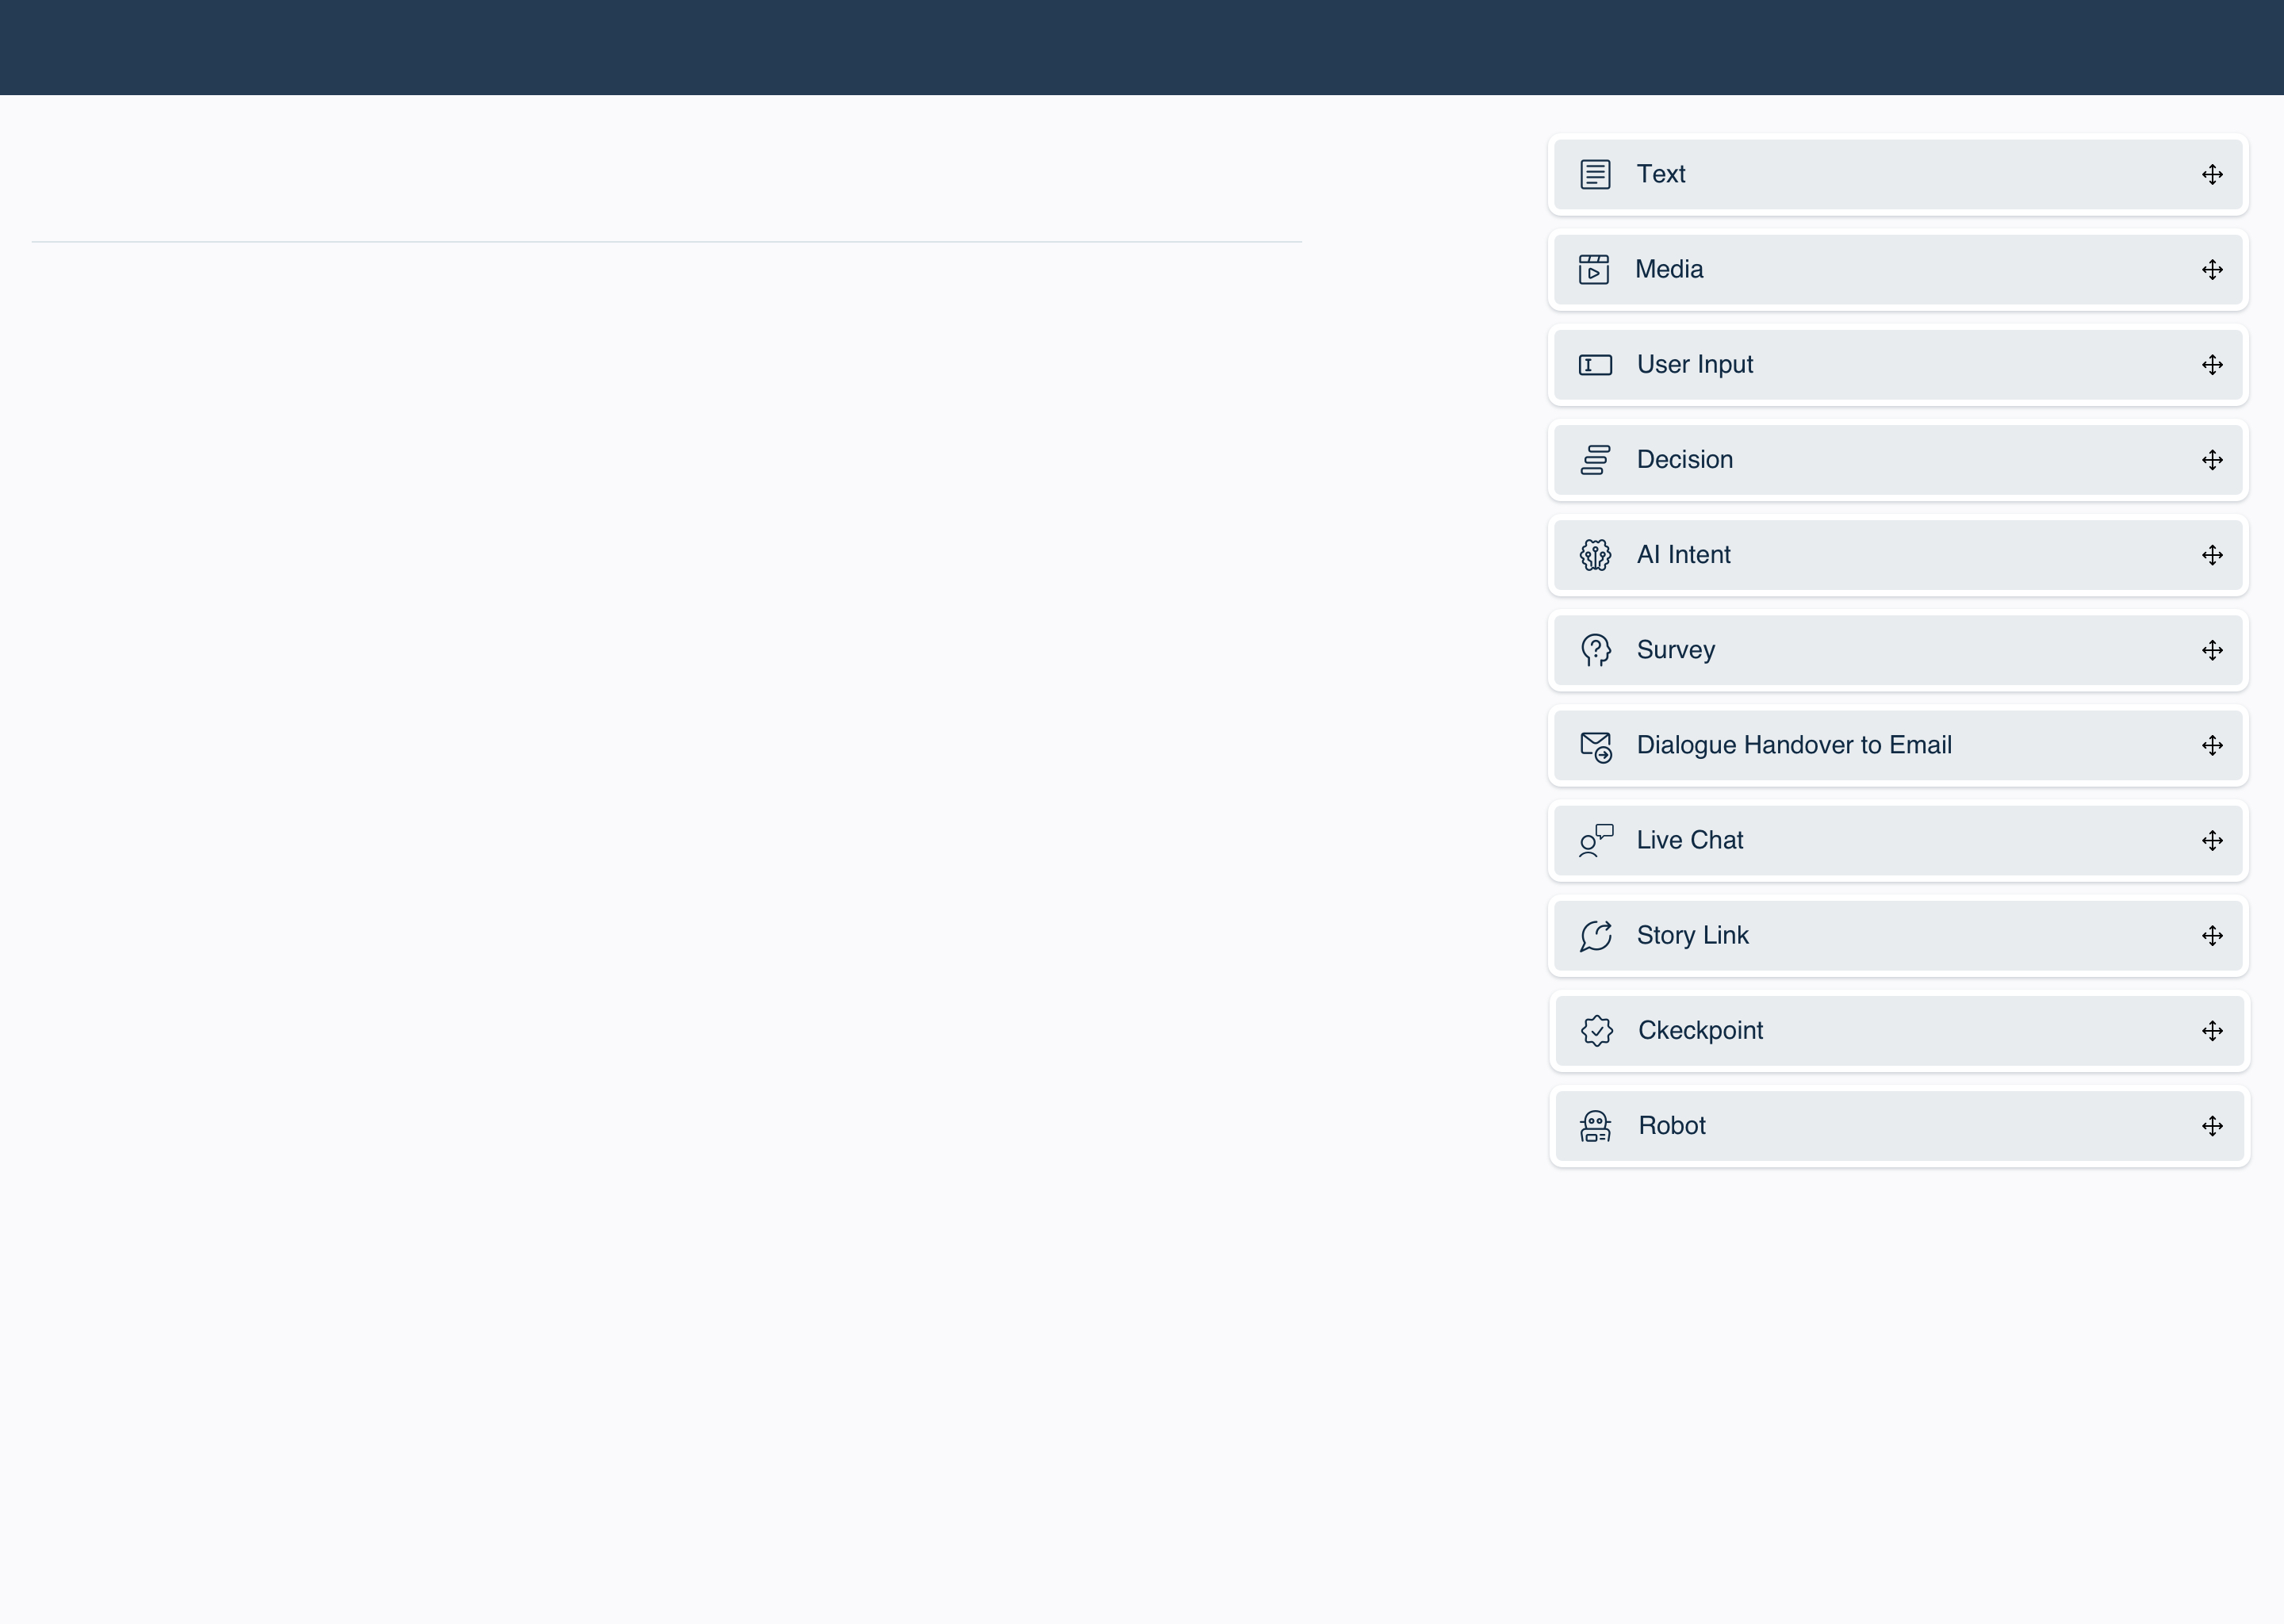 Text
Media
User Input
Decision
AI Intent
Survey
Dialogue Handover to Email
Live Chat
Story Link
Ckeckpoint
Robot